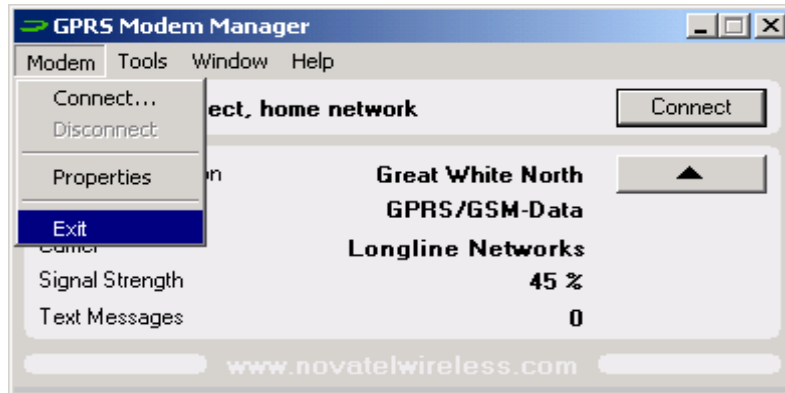 GPRS Modem Manager
Modem Tools Window Help
Connect...
Disconnect
Properties
Exit
ect, home network
Connect
Great White North
GPRS/GSM-Data
Longline Networks
Signal Strength 45 %
Text Messages 0
www.novatelwireless.com